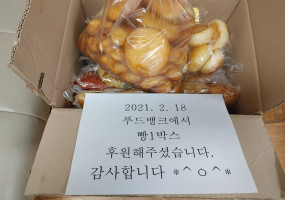 2021. 2. 18
푸드뱅크에서
빵1박스
후원해주셨습니다.
감사합니다 *^ㅇ^*